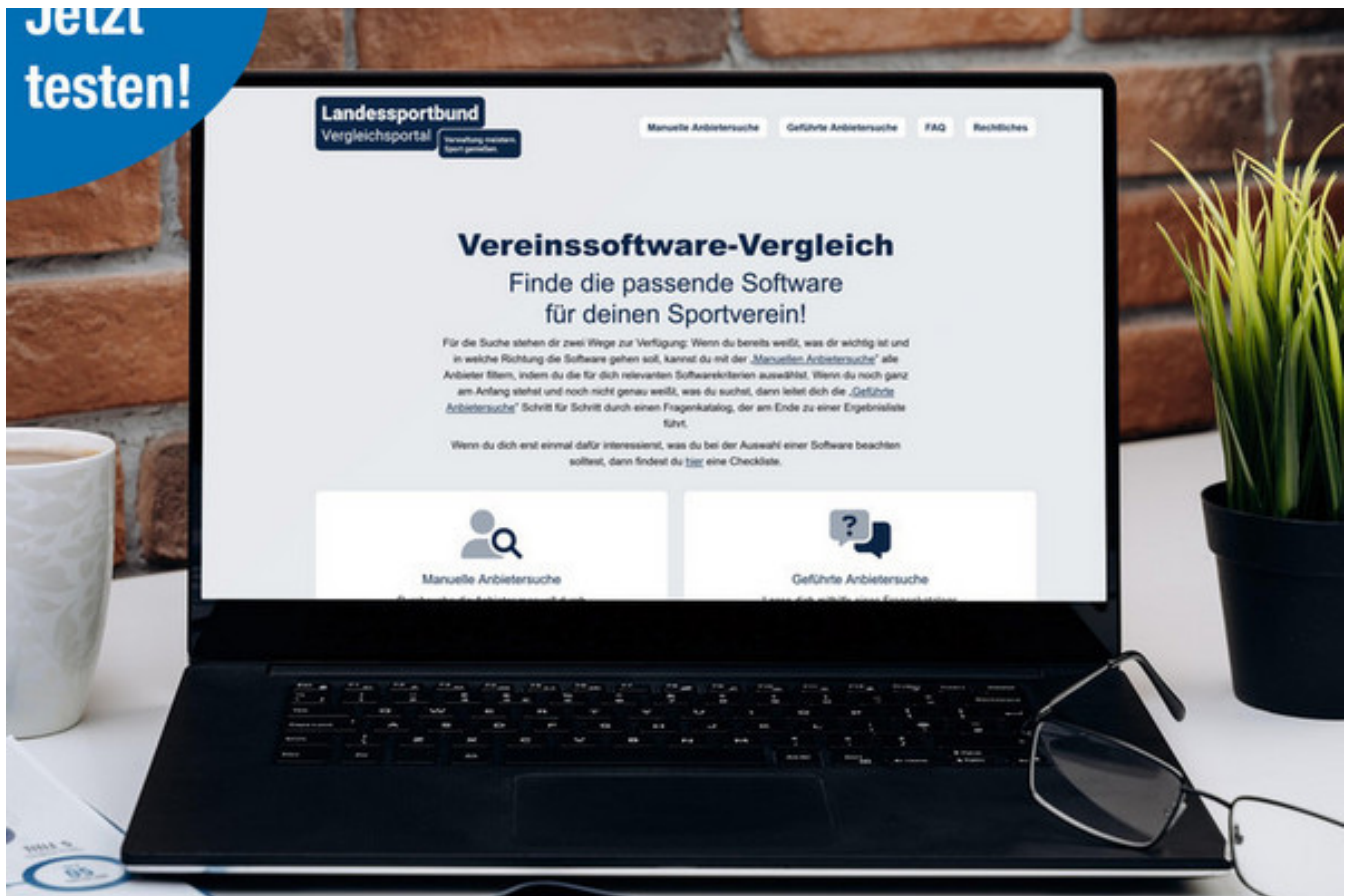 Jetzt
testen!
Landessportbund
Vergleichsportal
Verwaltung meistern.
Sport genießen.
Manuelle Anbietersuche
Geführte Anbietersuche
FAQ
Rechtliches
Vereinssoftware-Vergleich
Finde die passende Software
für deinen Sportverein!
Für die Suche stehen dir zwei Wege zur Verfügung: Wenn du bereits weißt, was dir wichtig ist und
in welche Richtung die Software gehen soll, kannst du mit der „Manuellen Anbietersuche“ alle
Anbieter filtern, indem du die für dich relevanten Softwarekriterien auswählst. Wenn du noch ganz
am Anfang stehst und noch nicht genau weißt, was du suchst, dann leitet dich die „Geführte
Anbietersuche“ Schritt für Schritt durch einen Fragenkatalog, der am Ende zu einer Ergebnisliste
führt.
Wenn du dich erst einmal dafür interessierst, was du bei der Auswahl einer Software beachten
solltest, dann findest du hier eine Checkliste.
?
Manuelle Anbietersuche
Geführte Anbietersuche
05